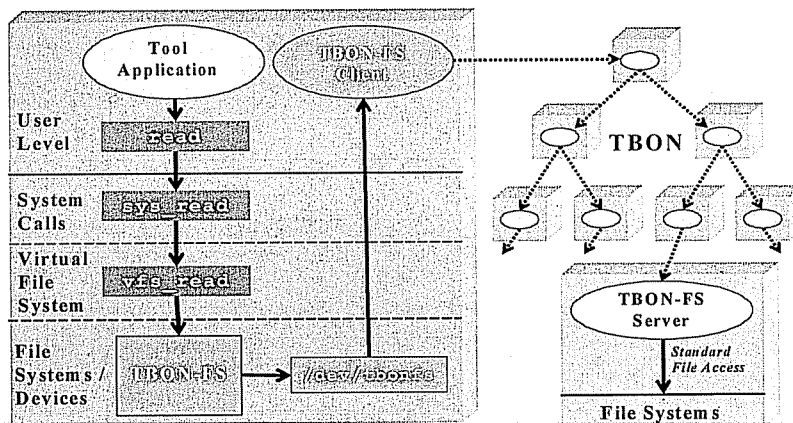 Tool
Application
TBON-FS
Client
User
Level
read
TBON
System
Calls
sys_read
Virtual
File
System
vfs_read
TBON-FS
Server
File
Systems /
Devices
TBON-FS
/dev/tbonfs
Standard
File Access
File Systems